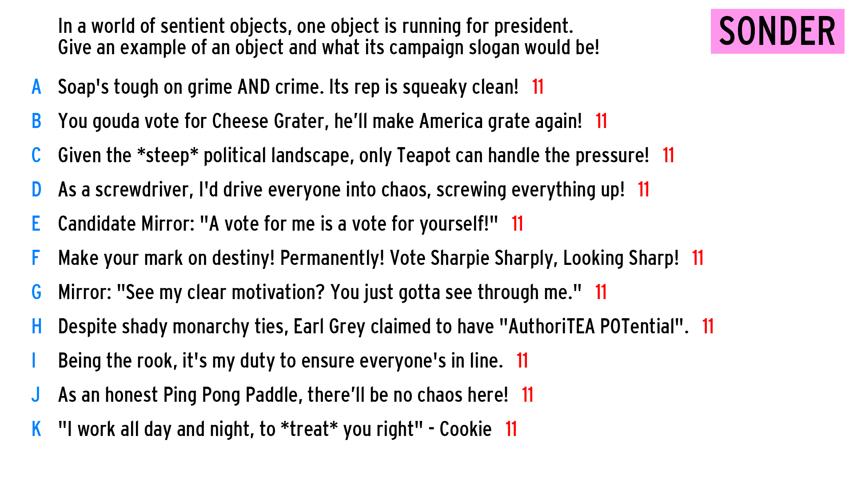 In a world of sentient objects, one object is running for president.
Give an example of an object and what its campaign slogan would be!
SONDER
A Soap's tough on grime AND crime. Its rep is squeaky clean! 11
B You gouda vote for Cheese Grater, he’ll make America grate again! 11
C Given the *steep* political landscape, only Teapot can handle the pressure! 11
D As a screwdriver, I'd drive everyone into chaos, screwing everything up! 11
E Candidate Mirror: "A vote for me is a vote for yourself!" 11
F Make your mark on destiny! Permanently! Vote Sharpie Sharply, Looking Sharp! 11
G Mirror: "See my clear motivation? You just gotta see through me." 11
H Despite shady monarchy ties, Earl Grey claimed to have "AuthoriTEA POTential". 11
I Being the rook, it's my duty to ensure everyone's in line. 11
J As an honest Ping Pong Paddle, there’ll be no chaos here! 11
K "I work all day and night, to *treat* you right" - Cookie 11